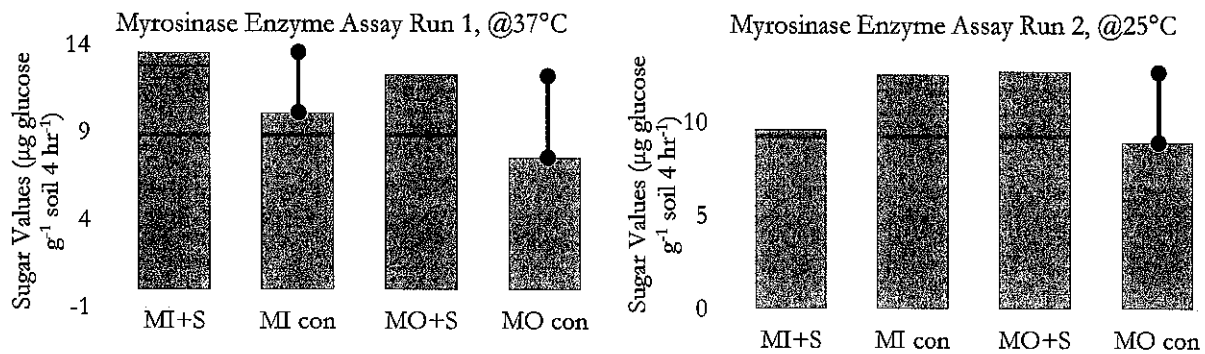 Myrosinase Enzyme Assay Run 1, @37°C
Sugar Values (µg glucose
g⁻¹ soil 4 hr⁻¹)
14
9
4
-1
MI+S MI con MO+S MO con
Myrosinase Enzyme Assay Run 2, @25°C
Sugar Values (µg glucose
g⁻¹ soil 4 hr⁻¹)
10
5
0
MI+S MI con MO+S MO con